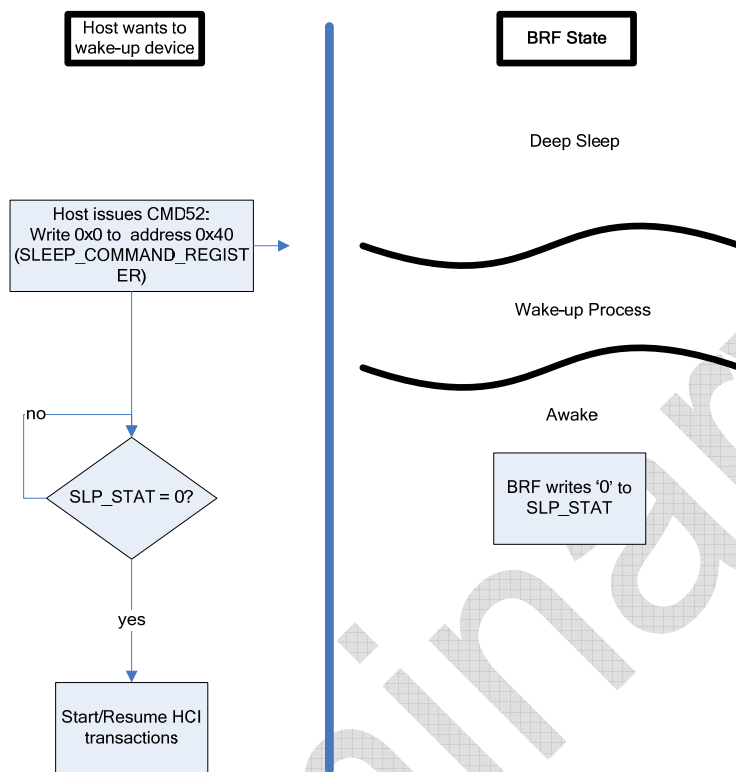 Host wants to
wake-up device
BRF State
Deep Sleep
Host issues CMD52:
Write 0x0 to address 0x40
(SLEEP_COMMAND_REGIST
ER)
Wake-up Process
Awake
no
SLP_STAT = 0?
BRF writes ‘0’ to
SLP_STAT
yes
Start/Resume HCI
transactions